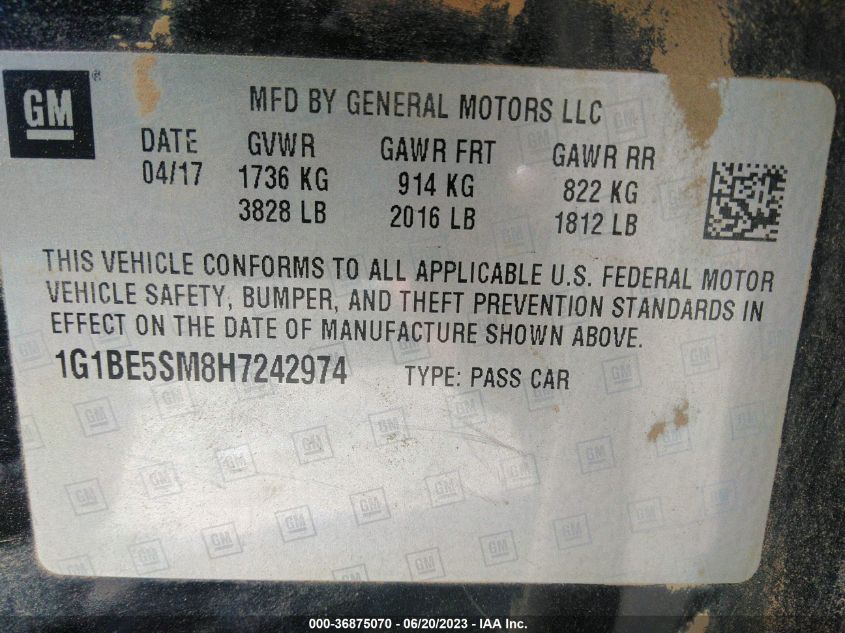 GM®
MFD BY GENERAL MOTORS LLC
DATE GVWR GAWR FRT GAWR RR
04/17 1736 KG 914 KG 822 KG
3828 LB 2016 LB 1812 LB
THIS VEHICLE CONFORMS TO ALL APPLICABLE U.S. FEDERAL MOTOR
VEHICLE SAFETY, BUMPER, AND THEFT PREVENTION STANDARDS IN
EFFECT ON THE DATE OF MANUFACTURE SHOWN ABOVE.
1G1BE5SM8H7242974 TYPE: PASS CAR
000-36875070 - 06/20/2023 - IAA Inc.